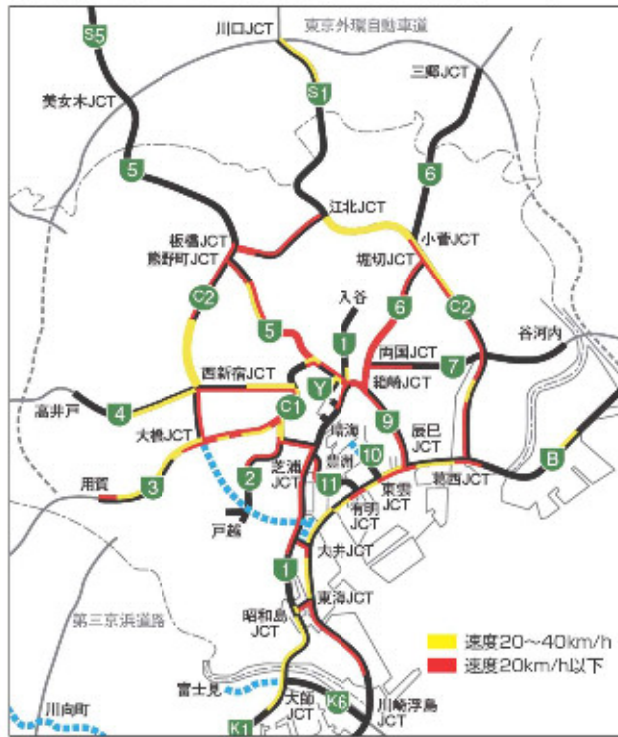 S5
川口JCT
東京外環自動車道
三郷JCT
美女木JCT
S1
5
6
江北JCT
小菅JCT
板橋JCT
熊野町JCT
堀切JCT
C2
入谷
6
C2
5
1
谷河内
両国JCT
7
西新宿JCT
Y
箱崎JCT
高井戸
4
C1
9
辰巳
JCT
大橋JCT
晴海
10
B
用賀
3
2
芝浦
JCT
豊洲
11
東雲
JCT
葛西JCT
有明
JCT
戸越
大井JCT
1
東海JCT
第三京浜道路
昭和島
JCT
速度20〜40km/h
速度20km/h以下
富士見
大師
JCT
K6
川崎浮島
JCT
川向町
K1